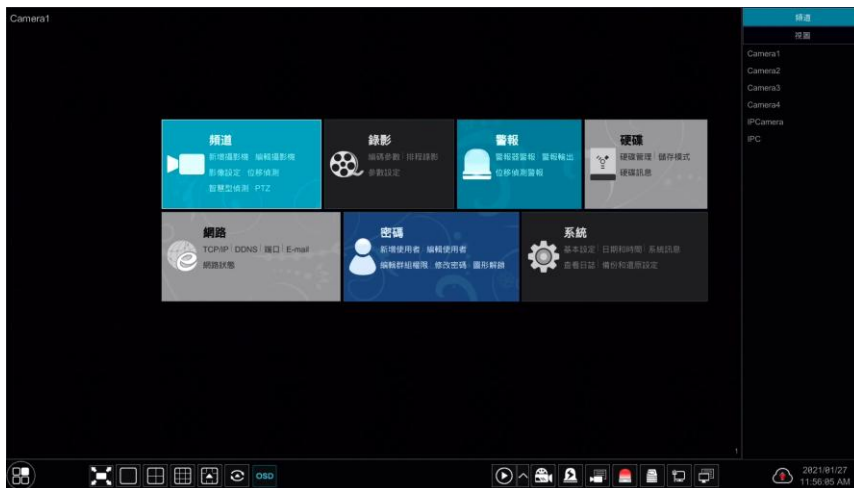 Camera1
頻道
視圖
Camera1
Camera2
Camera3
Camera4
IPCamera
IPC
頻道
新增攝影機 編輯攝影機
影像設定 位移偵測
智慧型偵測 PTZ
錄影
編碼參數 排程錄影
參數設定
警報
警報器警報 警報輸出
位移偵測警報
硬碟
硬碟管理 儲存模式
硬碟訊息
網路
TCP/IP DDNS 端口 E-mail
網路狀態
密碼
新增使用者 編輯使用者
編輯群組權限 修改密碼 圖形解鎖
系統
基本設定 日期和時間 系統訊息
查看日誌 備份和還原設定
1
OSD
2021/01/27
11:56:05 AM